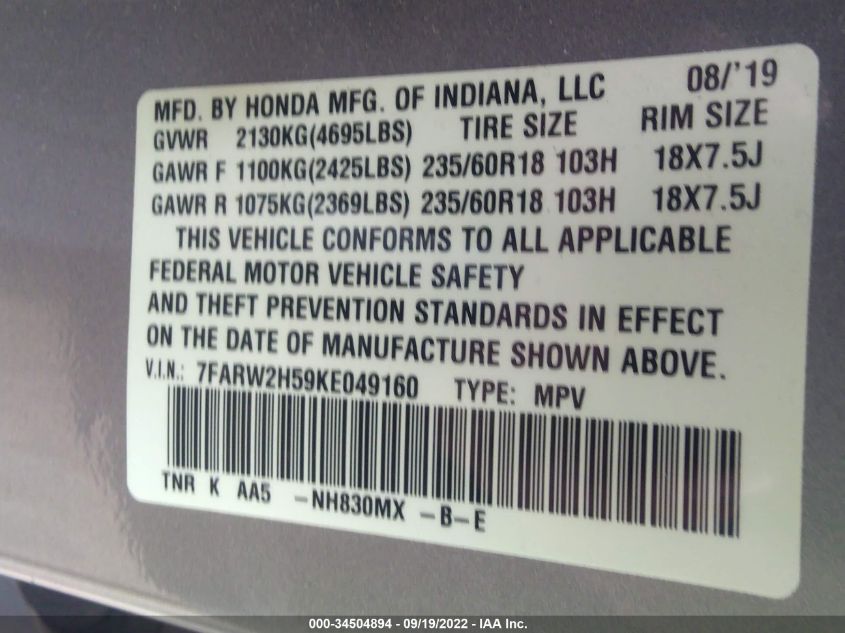 MFD. BY HONDA MFG. OF INDIANA, LLC 08/'19
GVWR 2130KG(4695LBS) TIRE SIZE RIM SIZE
GAWR F 1100KG(2425LBS) 235/60R18 103H 18X7.5J
GAWR R 1075KG(2369LBS) 235/60R18 103H 18X7.5J
THIS VEHICLE CONFORMS TO ALL APPLICABLE
FEDERAL MOTOR VEHICLE SAFETY
AND THEFT PREVENTION STANDARDS IN EFFECT
ON THE DATE OF MANUFACTURE SHOWN ABOVE.
V.I.N.: 7FARW2H59KE049160 TYPE: MPV
TNR K AA5 -NH830MX -B-E
000-34504894 - 09/19/2022 - IAA Inc.